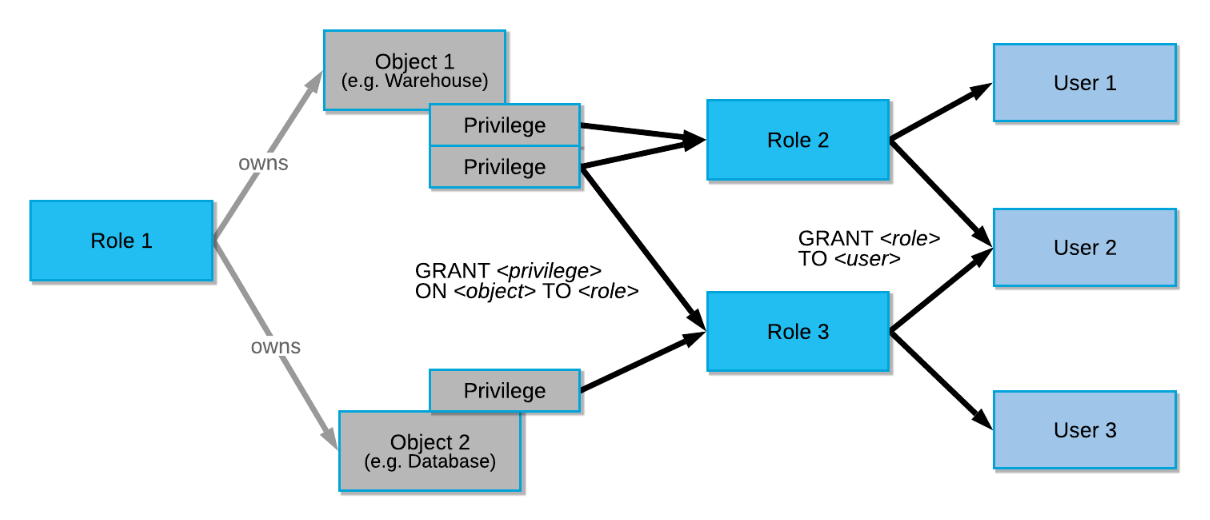 Object 1
(e.g. Warehouse)
Privilege
Privilege
owns
Role 1
owns
GRANT <privilege>
ON <object> TO <role>
Privilege
Object 2
(e.g. Database)
Role 2
GRANT <role>
TO <user>
Role 3
User 1
User 2
User 3